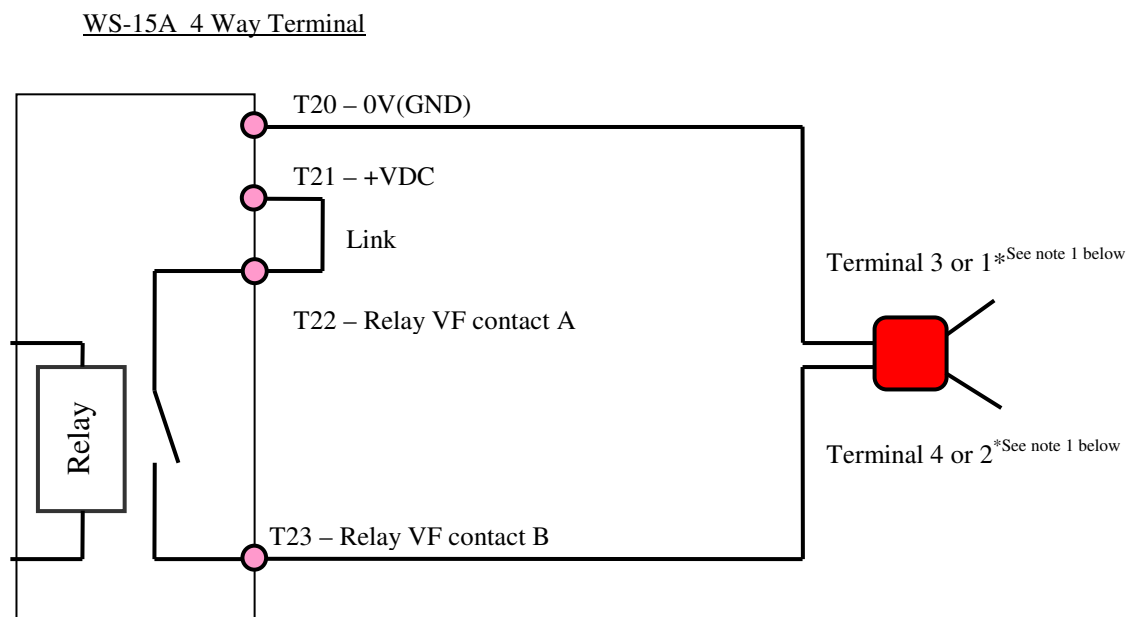 WS-15A  4 Way Terminal
T20 – 0V(GND)
T21 – +VDC
Link
Terminal 3 or 1*See note 1 below
T22 – Relay VF contact A
Relay
Terminal 4 or 2*See note 1 below
T23 – Relay VF contact B